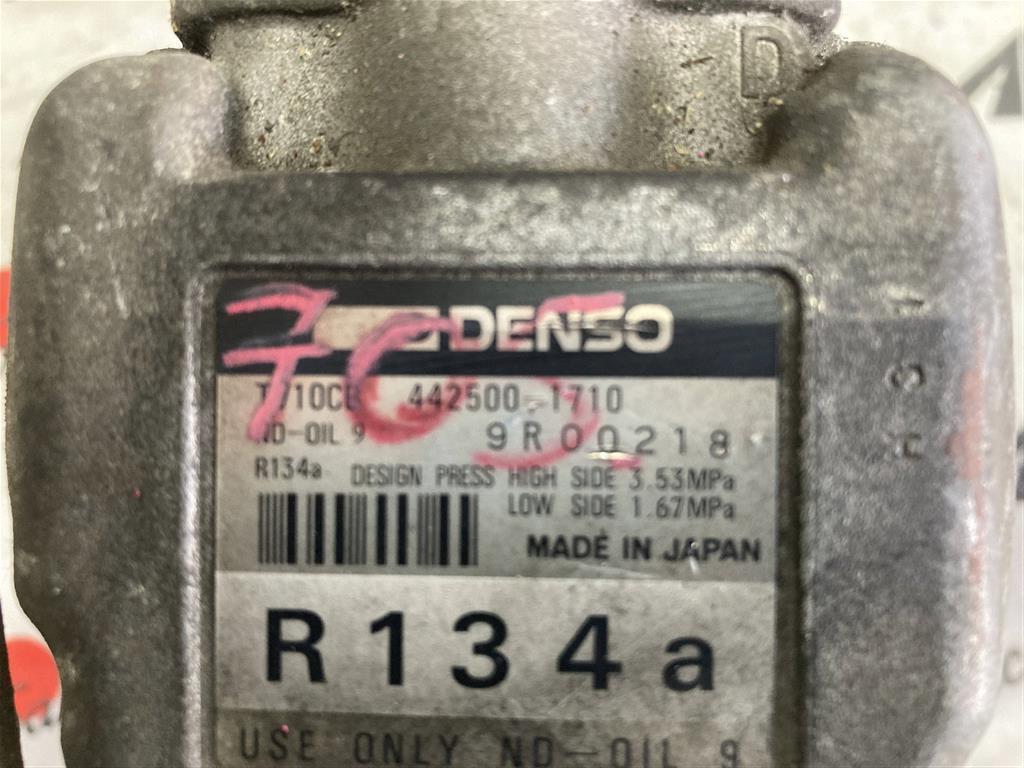 D
DENSO
705
442500-1710
ND-OIL 9
9R00218
R134a DESIGN PRESS HIGH SIDE 3.53MPa
LOW SIDE 1.67MPa
MADE IN JAPAN
R134a
USE ONLY ND-OIL 9